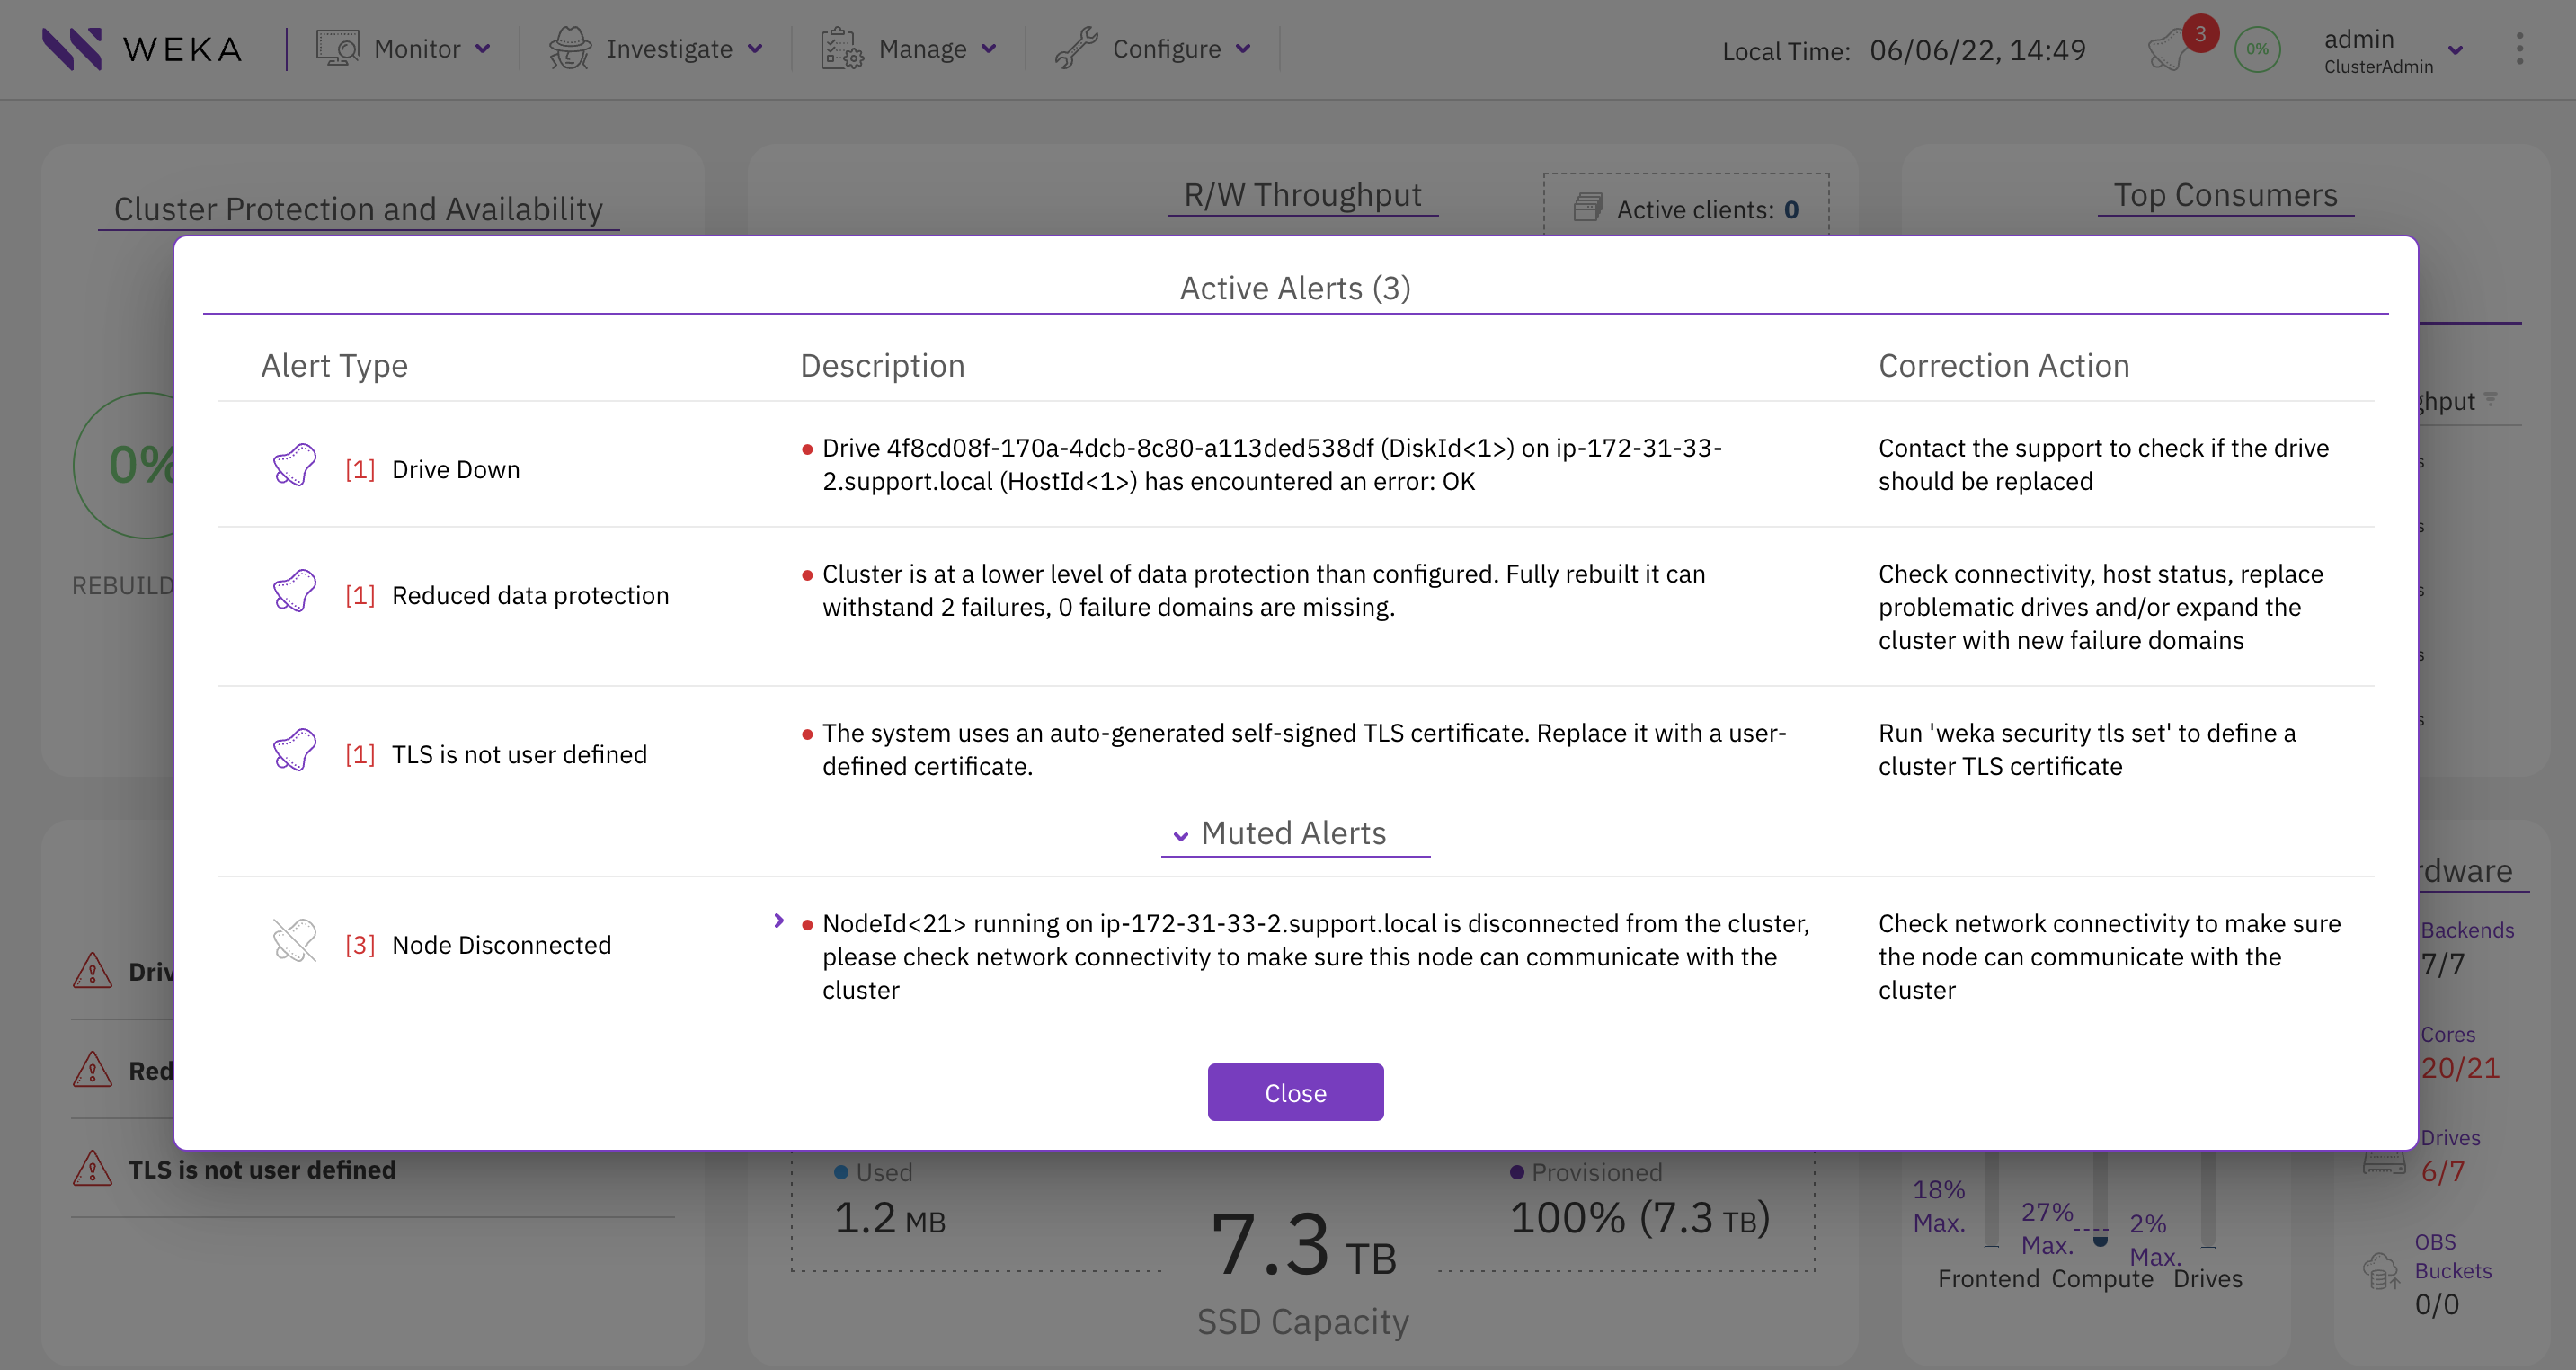 WEKA
Monitor
Investigate
Manage
Configure
Local Time: 06/06/22, 14:49
3
0%
admin
ClusterAdmin
Cluster Protection and Availability
R/W Throughput
Active clients: 0
Top Consumers
Active Alerts (3)
Alert Type
Description
Correction Action
[1] Drive Down
Drive 4f8cd08f-170a-4dcb-8c80-a113ded538df (DiskId<1>) on ip-172-31-33-
2.support.local (HostId<1>) has encountered an error: OK
Contact the support to check if the drive
should be replaced
[1] Reduced data protection
Cluster is at a lower level of data protection than configured. Fully rebuilt it can
withstand 2 failures, 0 failure domains are missing.
Check connectivity, host status, replace
problematic drives and/or expand the
cluster with new failure domains
[1] TLS is not user defined
The system uses an auto-generated self-signed TLS certificate. Replace it with a user-
defined certificate.
Run 'weka security tls set' to define a
cluster TLS certificate
Muted Alerts
[3] Node Disconnected
NodeId<21> running on ip-172-31-33-2.support.local is disconnected from the cluster,
please check network connectivity to make sure this node can communicate with the
cluster
Check network connectivity to make sure
the node can communicate with the
cluster
Close
0%
REBUILD
Driv
Red
TLS is not user defined
Used
1.2 MB
7.3 TB
SSD Capacity
Provisioned
100% (7.3 TB)
ghput
18%
Max.
27%
Max.
2%
Max.
Frontend Compute Drives
rdware
Backends
7/7
Cores
20/21
Drives
6/7
OBS
Buckets
0/0